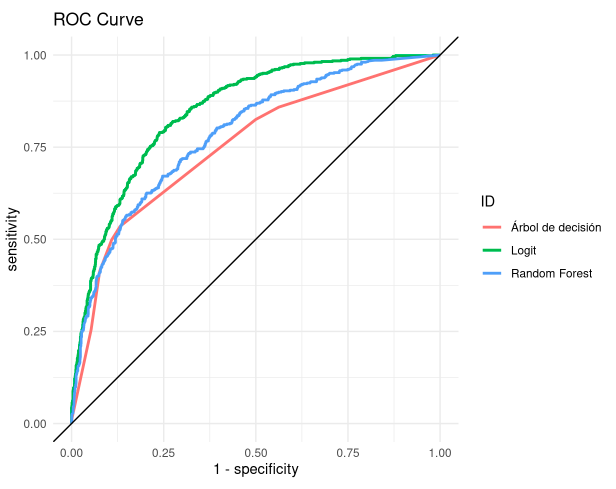 ROC Curve
1.00
0.75
0.50
0.25
0.00
sensitivity
0.00 0.25 0.50 0.75 1.00
1 - specificity
ID
Árbol de decisión
Logit
Random Forest